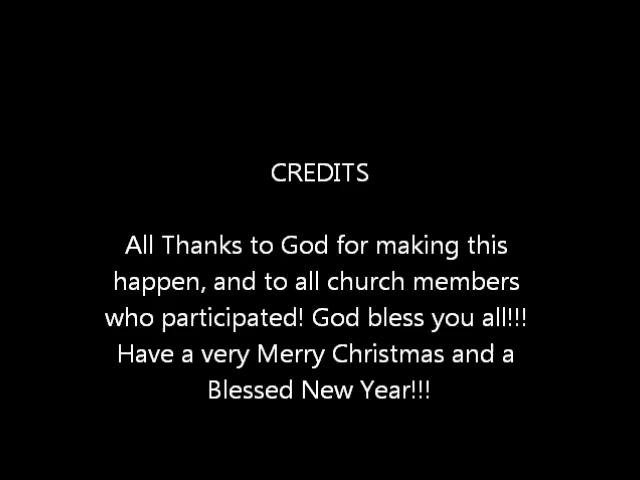 CREDITS
All Thanks to God for making this
happen, and to all church members
who participated! God bless you all!!!
Have a very Merry Christmas and a
Blessed New Year!!!